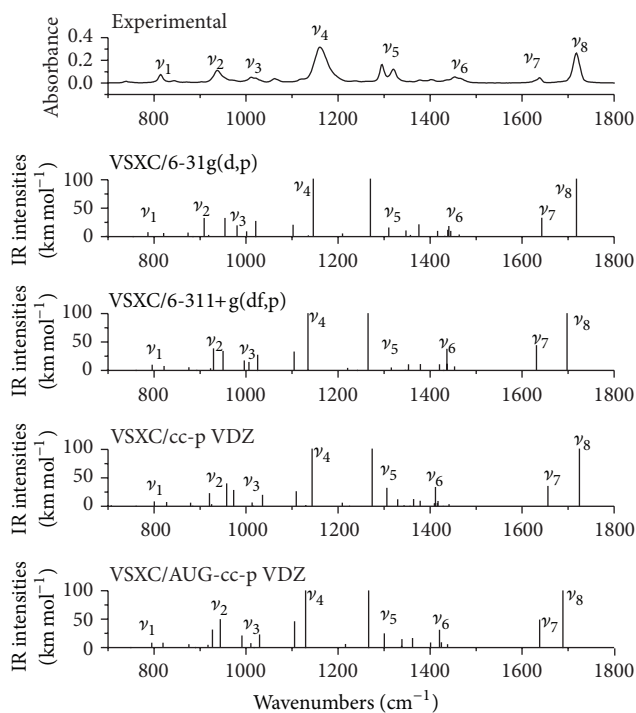 Experimental
Absorbance
0.4
0.2
0.0
ν1 ν2 ν3 ν4 ν5 ν6 ν7 ν8
800 1000 1200 1400 1600 1800
VSXC/6-31g(d,p)
IR intensities
(km mol−1)
100
50
0
ν1 ν2 ν3 ν4 ν5 ν6 ν7 ν8
800 1000 1200 1400 1600 1800
VSXC/6-311+g(df,p)
IR intensities
(km mol−1)
100
50
0
ν1 ν2 ν3 ν4 ν5 ν6 ν7 ν8
800 1000 1200 1400 1600 1800
VSXC/cc-p VDZ
IR intensities
(km mol−1)
100
50
0
ν1 ν2 ν3 ν4 ν5 ν6 ν7 ν8
800 1000 1200 1400 1600 1800
VSXC/AUG-cc-p VDZ
IR intensities
(km mol−1)
100
50
0
ν1 ν2 ν3 ν4 ν5 ν6 ν7 ν8
800 1000 1200 1400 1600 1800
Wavenumbers (cm−1)